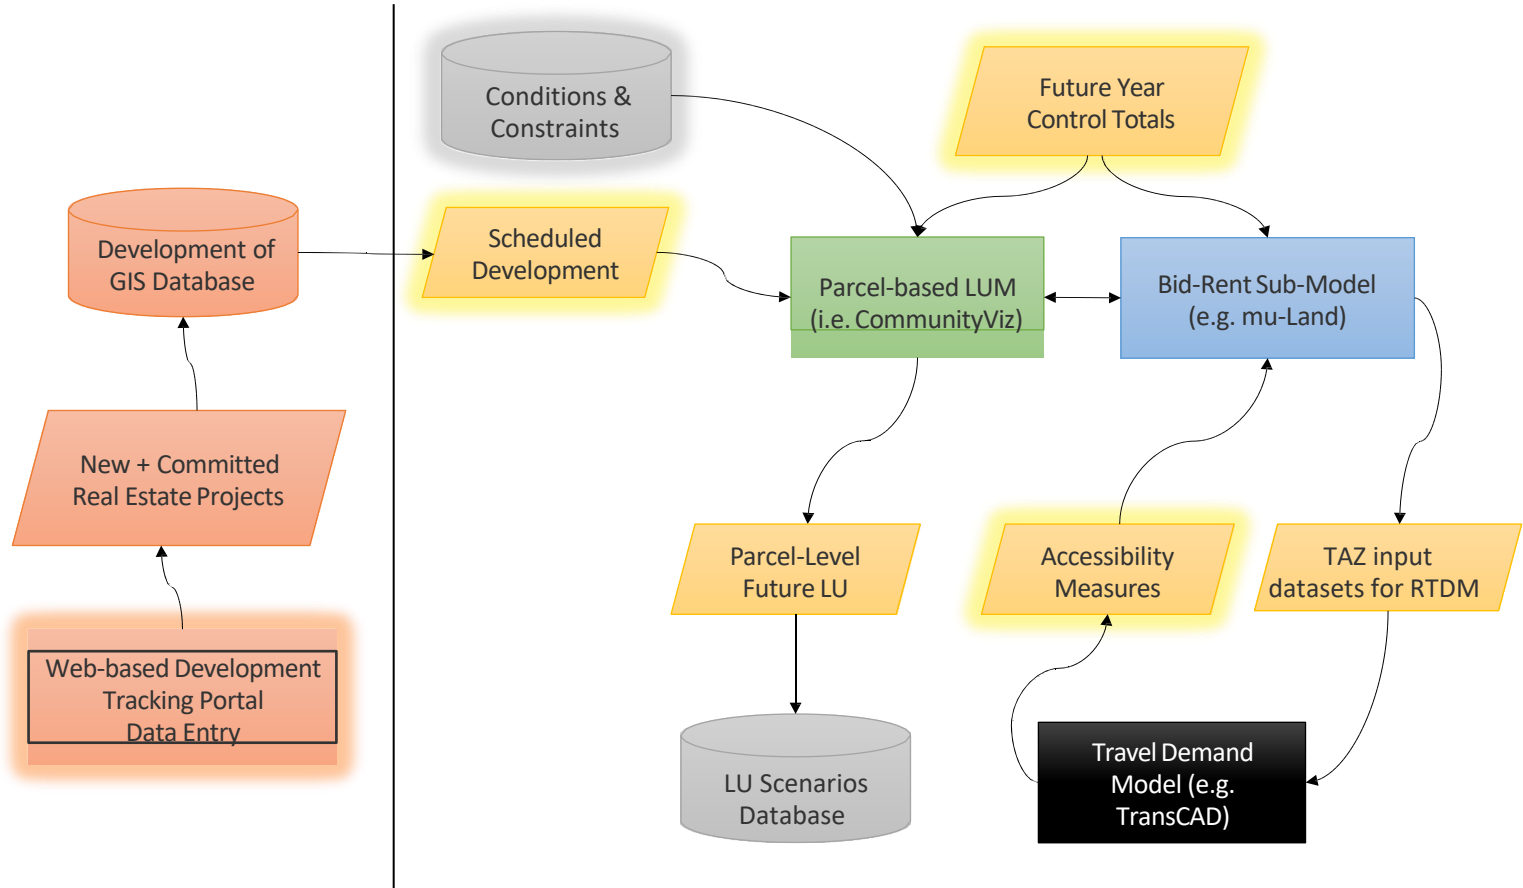 Conditions &
Constraints
Future Year
Control Totals
Development of
GIS Database
Scheduled
Development
Parcel-based LUM
(i.e. CommunityViz)
Bid-Rent Sub-Model
(e.g. mu-Land)
New + Committed
Real Estate Projects
Parcel-Level
Future LU
Accessibility
Measures
TAZ input
datasets for RTDM
Web-based Development
Tracking Portal
Data Entry
LU Scenarios
Database
Travel Demand
Model (e.g.
TransCAD)